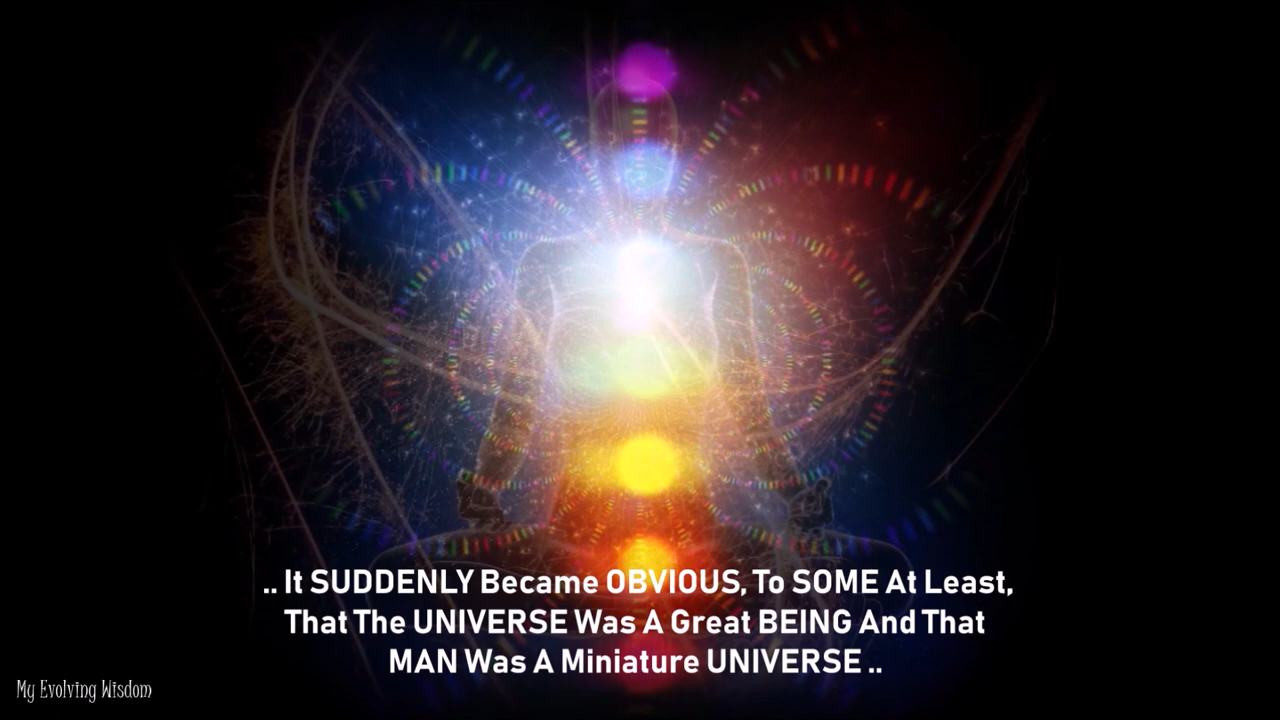 .. It SUDDENLY Became OBVIOUS, To SOME At Least,
That The UNIVERSE Was A Great BEING And That
MAN Was A Miniature UNIVERSE ..
My Evolving Wisdom